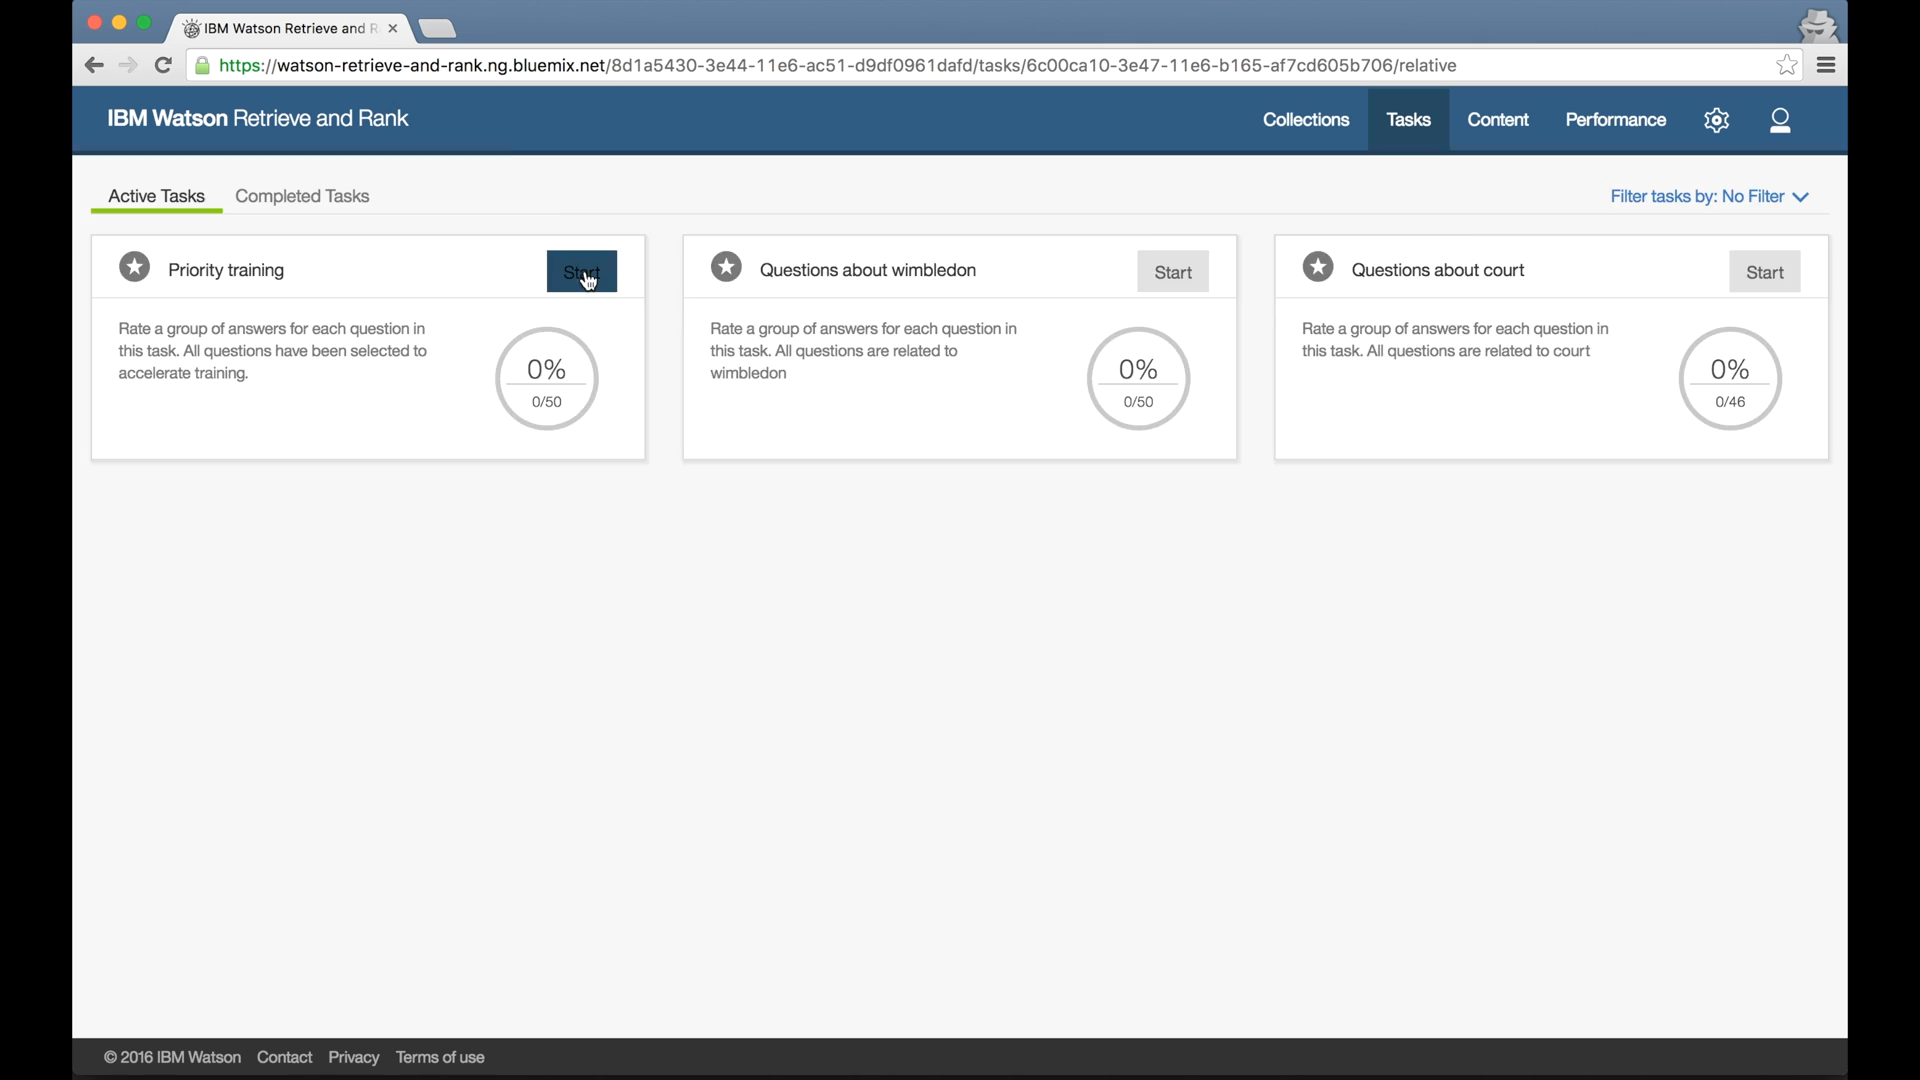 IBM Watson Retrieve and R
https://watson-retrieve-and-rank.ng.bluemix.net/8d1a5430-3e44-11e6-ac51-d9df0961dafd/tasks/6c00ca10-3e47-11e6-b165-af7cd605b706/relative
IBM Watson Retrieve and Rank
Collections
Tasks
Content
Performance
Active Tasks
Completed Tasks
Filter tasks by: No Filter
Priority training
Start
Rate a group of answers for each question in
this task. All questions have been selected to
accelerate training.
0%
0/50
Questions about wimbledon
Start
Rate a group of answers for each question in
this task. All questions are related to
wimbledon
0%
0/50
Questions about court
Start
Rate a group of answers for each question in
this task. All questions are related to court
0%
0/46
© 2016 IBM Watson
Contact
Privacy
Terms of use